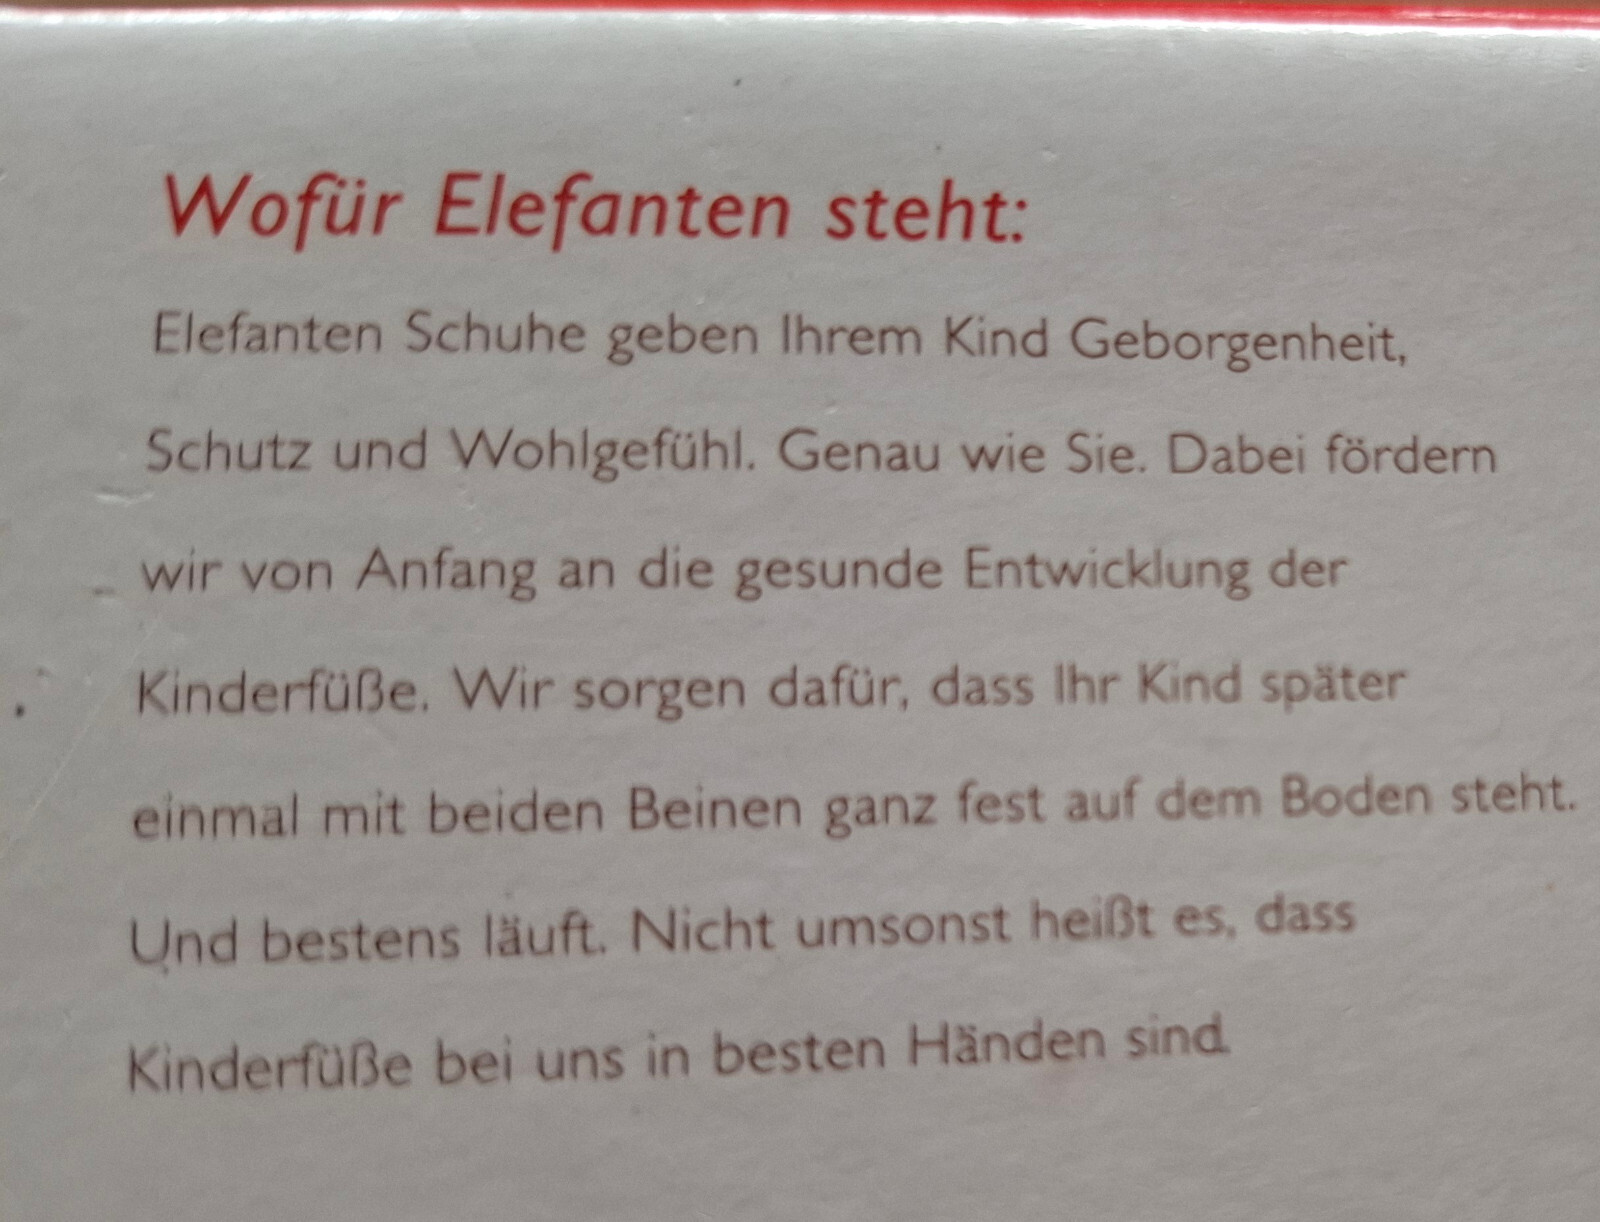 Wofür Elefanten steht:
Elefanten Schuhe geben Ihrem Kind Geborgenheit,
Schutz und Wohlgefühl. Genau wie Sie. Dabei fördern
wir von Anfang an die gesunde Entwicklung der
Kinderfüße. Wir sorgen dafür, dass Ihr Kind später
einmal mit beiden Beinen ganz fest auf dem Boden steht.
Und bestens läuft. Nicht umsonst heißt es, dass
Kinderfüße bei uns in besten Händen sind.